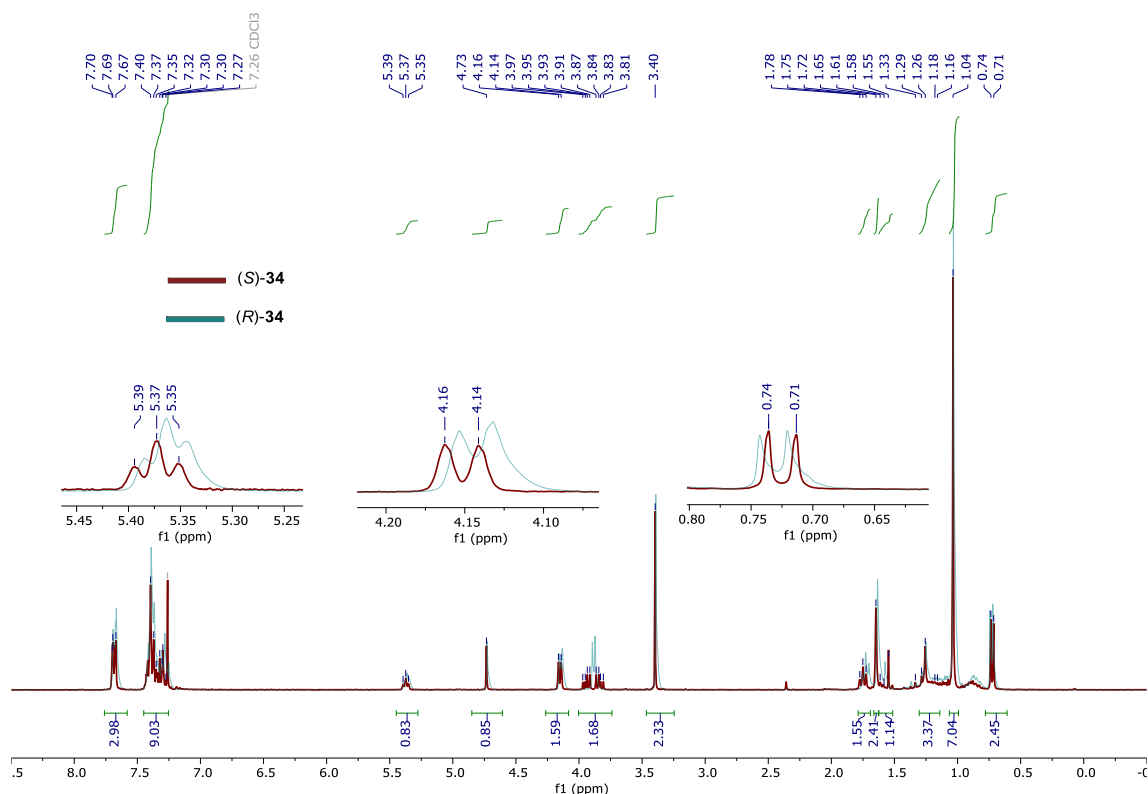 7.70 7.69 7.67 7.40 7.37 7.35 7.32 7.30 7.30 7.27 7.26 CDCl3 5.39 5.37 5.35 4.73 4.16 4.14 3.97 3.95 3.93 3.91 3.87 3.84 3.83 3.81 3.40 1.78 1.75 1.72 1.65 1.61 1.58 1.55 1.33 1.29 1.26 1.18 1.16 1.04 0.74 0.71
(S)-34
(R)-34
5.39 5.37 5.35
4.16 4.14
0.74 0.71
5.45 5.40 5.35 5.30 5.25
f1 (ppm)
4.20 4.15 4.10
f1 (ppm)
0.80 0.75 0.70 0.65
f1 (ppm)
2.98 9.03 0.83 0.85 1.59 1.68 2.33 1.55 2.41 1.14 3.37 7.04 2.45
.5 8.0 7.5 7.0 6.5 6.0 5.5 5.0 4.5 4.0 3.5 3.0 2.5 2.0 1.5 1.0 0.5 0.0 -0
f1 (ppm)